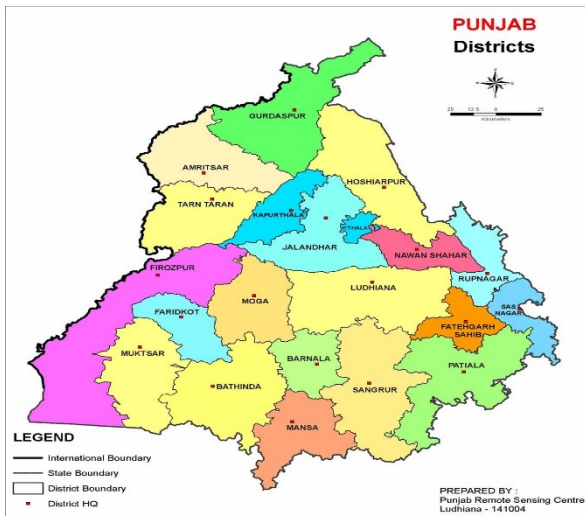 PUNJAB
Districts
25 12.5 0 25
Kilometers
GURDASPUR
AMRITSAR
HOSHIARPUR
TARN TARAN
KAPURTHALA
THALA
JALANDHAR
NAWAN SHAHAR
FIROZPUR
RUPNAGAR
MOGA
LUDHIANA
SAS
NAGAR
FARIDKOT
FATEHGARH
SAHIB
MUKTSAR
BARNALA
PATIALA
BATHINDA
SANGRUR
MANSA
LEGEND
International Boundary
State Boundary
District Boundary
District HQ
PREPARED BY :
Punjab Remote Sensing Centre
Ludhiana - 141004